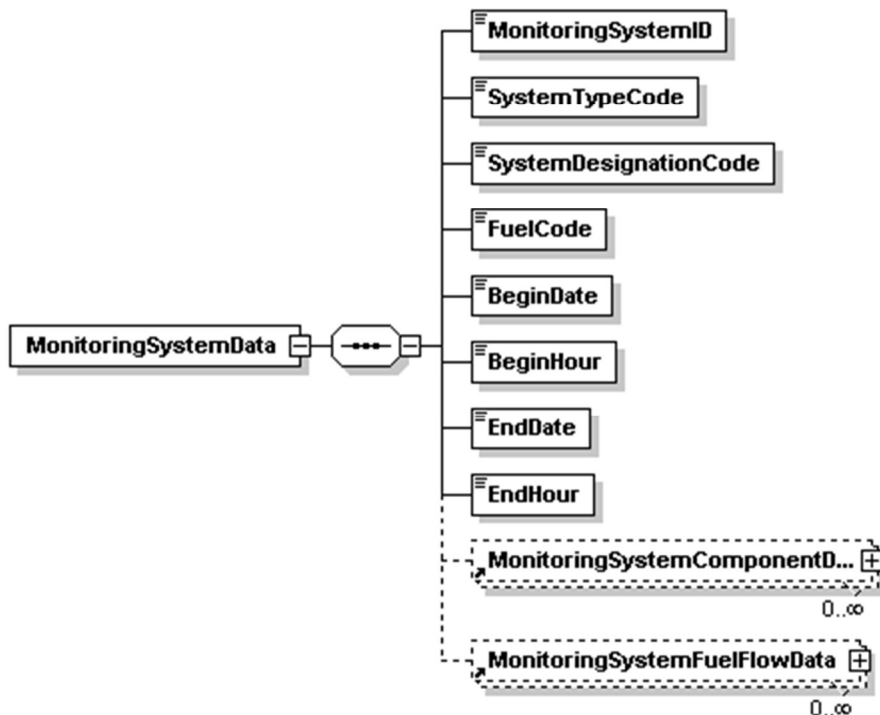 MonitoringSystemID
SystemTypeCode
SystemDesignationCode
FuelCode
BeginDate
MonitoringSystemData
BeginHour
EndDate
EndHour
MonitoringSystemComponentD...
0..∞
MonitoringSystemFuelFlowData
0..∞